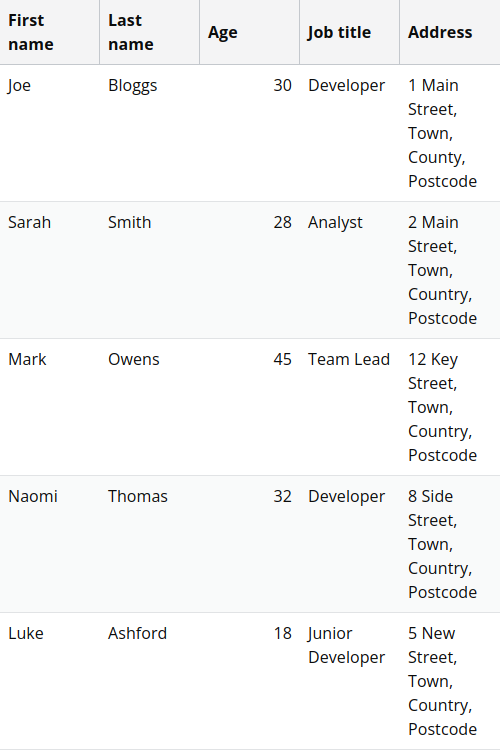 First name Last name Age Job title Address
Joe Bloggs 30 Developer 1 Main
Street,
Town,
County,
Postcode
Sarah Smith 28 Analyst 2 Main
Street,
Town,
Country,
Postcode
Mark Owens 45 Team Lead 12 Key
Street,
Town,
Country,
Postcode
Naomi Thomas 32 Developer 8 Side
Street,
Town,
Country,
Postcode
Luke Ashford 18 Junior 5 New
Developer Street,
Town,
Country,
Postcode